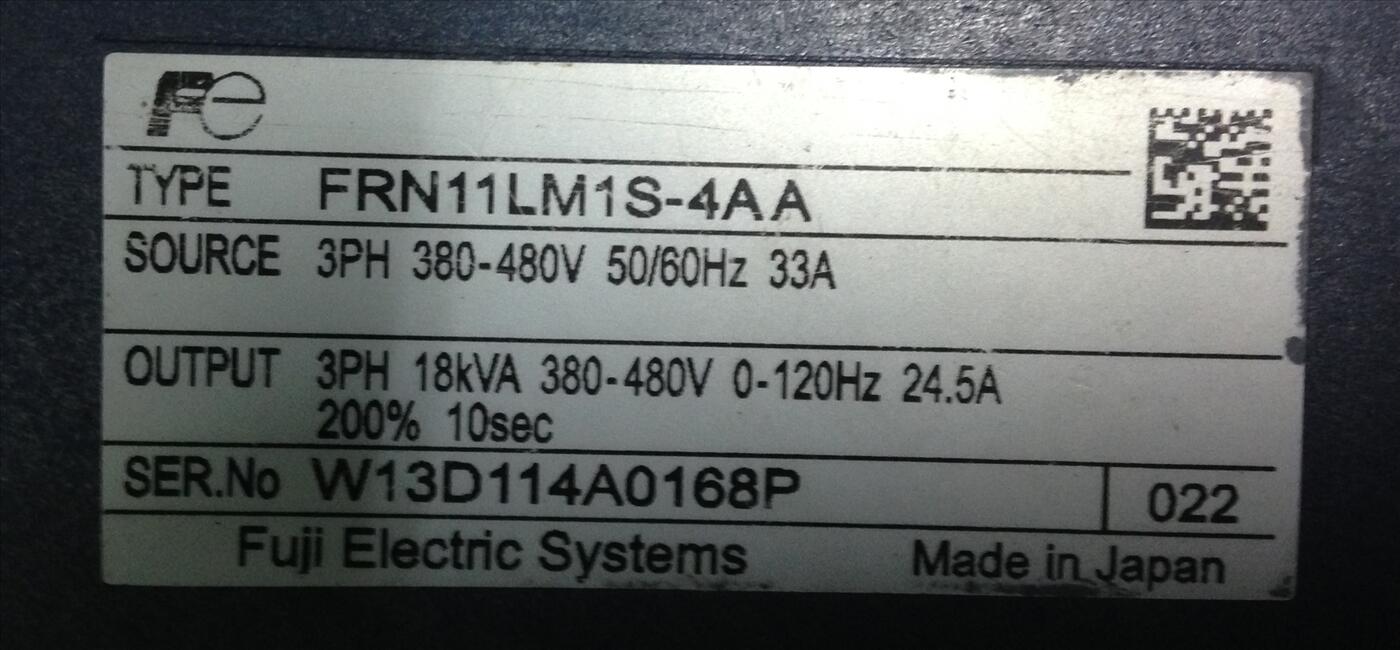 Fe
TYPE FRN11LM1S-4AA
SOURCE 3PH 380-480V 50/60Hz 33A
OUTPUT 3PH 18kVA 380-480V 0-120Hz 24.5A
200% 10sec
SER.No W13D114A0168P 022
Fuji Electric Systems Made in Japan